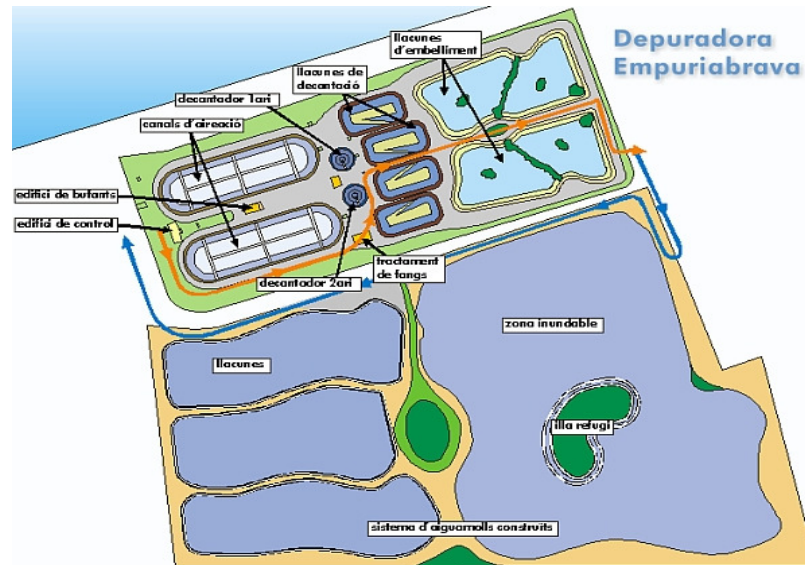 Depuradora
Empuriabrava
llacunes
d'embelliment
llacunes de
decantació
decantador 1ari
canals d'aireació
edifici de bufants
edifici de control
decantador 2ari
tractament
de fangs
zona inundable
llacunes
illa refugi
sistema d'aiguamolls construïts